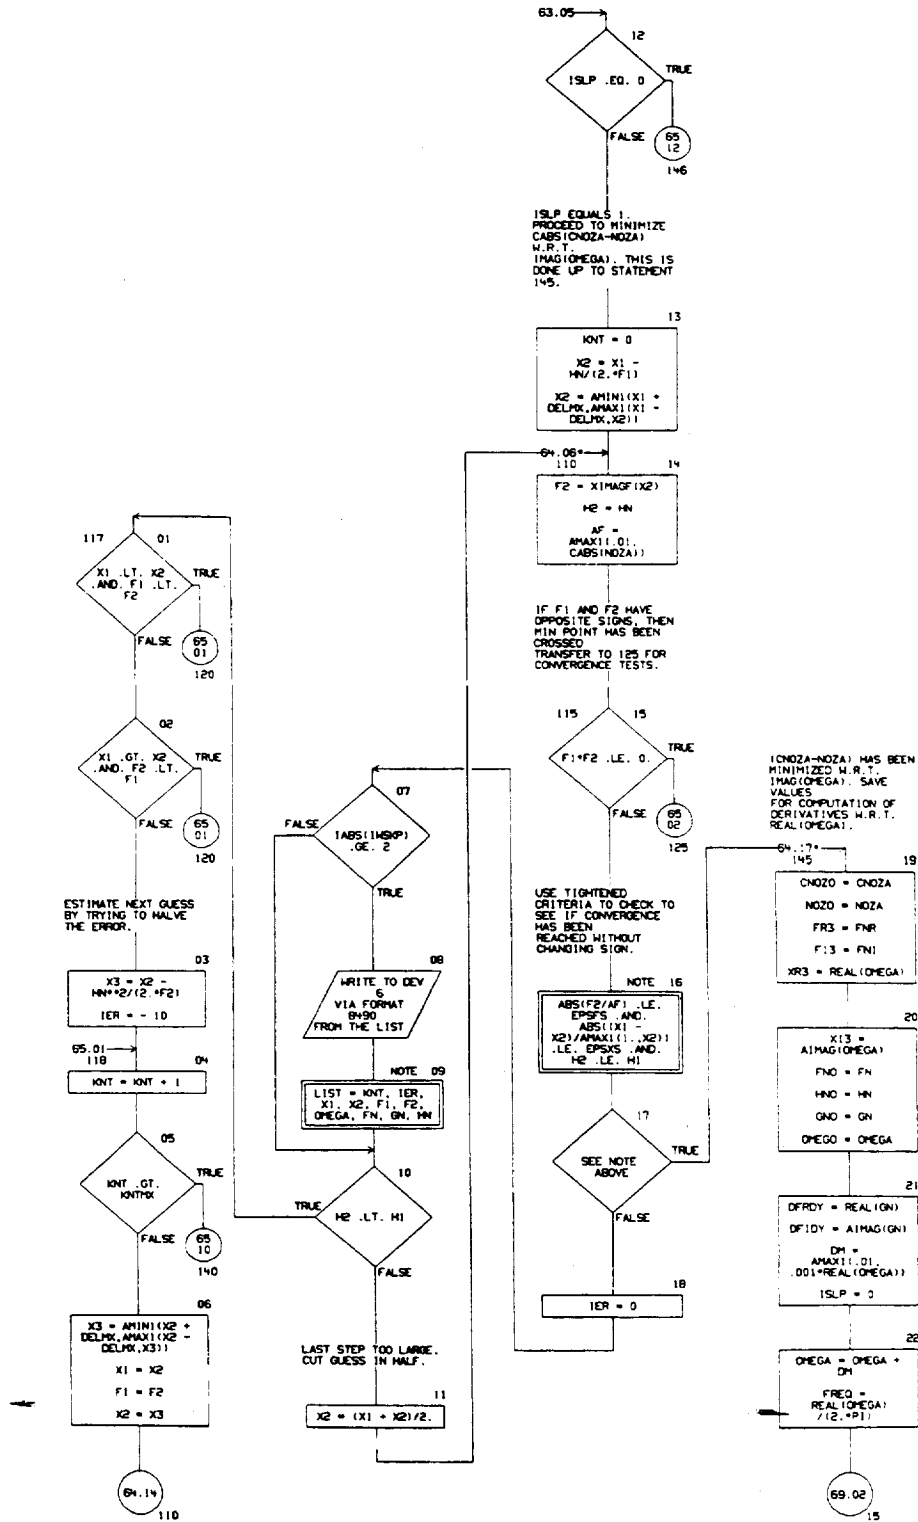 63.05
12
ISLP .EQ. 0
TRUE
FALSE
65
12
146
ISLP EQUALS 1.
PROCEED TO MINIMIZE
CABS(CNOZA-NOZA)
W.R.T.
IMAG(OMEGA). THIS IS
DONE UP TO STATEMENT
145.
13
KNT = 0
X2 = X1 -
HN/(2.*F1)
X2 = AMIN1(X1 +
DELMX,AMAX1(X1 -
DELMX,X2))
64.06*
110
14
F2 = XIMAGF(X2)
H2 = HN
AF =
AMAX1(.01,
CABS(NOZA))
IF F1 AND F2 HAVE
OPPOSITE SIGNS, THEN
MIN POINT HAS BEEN
CROSSED
TRANSFER TO 125 FOR
CONVERGENCE TESTS.
115
15
F1*F2 .LE. 0.
TRUE
FALSE
65
02
125
USE TIGHTENED
CRITERIA TO CHECK TO
SEE IF CONVERGENCE
HAS BEEN
REACHED WITHOUT
CHANGING SIGN.
NOTE 16
ABS(F2/AF) .LE.
EPSFS .AND.
ABS((X1 -
X2)/AMAX1(1.,X2))
.LE. EPSXS .AND.
H2 .LE. H1
17
SEE NOTE
ABOVE
TRUE
FALSE
18
IER = 0
117
01
X1 .LT. X2
.AND. F1 .LT.
F2
TRUE
FALSE
65
01
120
02
X1 .GT. X2
.AND. F2 .LT.
F1
TRUE
FALSE
65
01
120
ESTIMATE NEXT GUESS
BY TRYING TO HALVE
THE ERROR.
03
X3 = X2 -
HN**2/(2.*F2)
IER = - 10
65.01
118
04
KNT = KNT + 1
05
KNT .GT.
KNTMX
TRUE
FALSE
65
10
140
06
X3 = AMIN1(X2 +
DELMX,AMAX1(X2 -
DELMX,X3))
X1 = X2
F1 = F2
X2 = X3
64.14
110
07
IABS(IWSKP)
.GE. 2
FALSE
TRUE
08
WRITE TO DEV
6
VIA FORMAT
8490
FROM THE LIST
NOTE 09
LIST = KNT, IER,
X1, X2, F1, F2,
OMEGA, FN, GN, HN
10
H2 .LT. H1
TRUE
FALSE
LAST STEP TOO LARGE.
CUT GUESS IN HALF.
11
X2 = (X1 + X2)/2.
(CNOZA-NOZA) HAS BEEN
MINIMIZED W.R.T.
IMAG(OMEGA). SAVE
VALUES
FOR COMPUTATION OF
DERIVATIVES W.R.T.
REAL(OMEGA).
64.17*
145
19
CNOZO = CNOZA
NOZO = NOZA
FR3 = FNR
FI3 = FNI
XR3 = REAL(OMEGA)
20
XI3 =
AIMAG(OMEGA)
FNO = FN
HNO = HN
GNO = GN
OMEGO = OMEGA
21
DFRDY = REAL(GN)
DFIDY = AIMAG(GN)
DM =
AMAX1(.01,
.001*REAL(OMEGA))
ISLP = 0
22
OMEGA = OMEGA +
DM
FREQ =
REAL(OMEGA)
/(2.*PI)
69.02
15